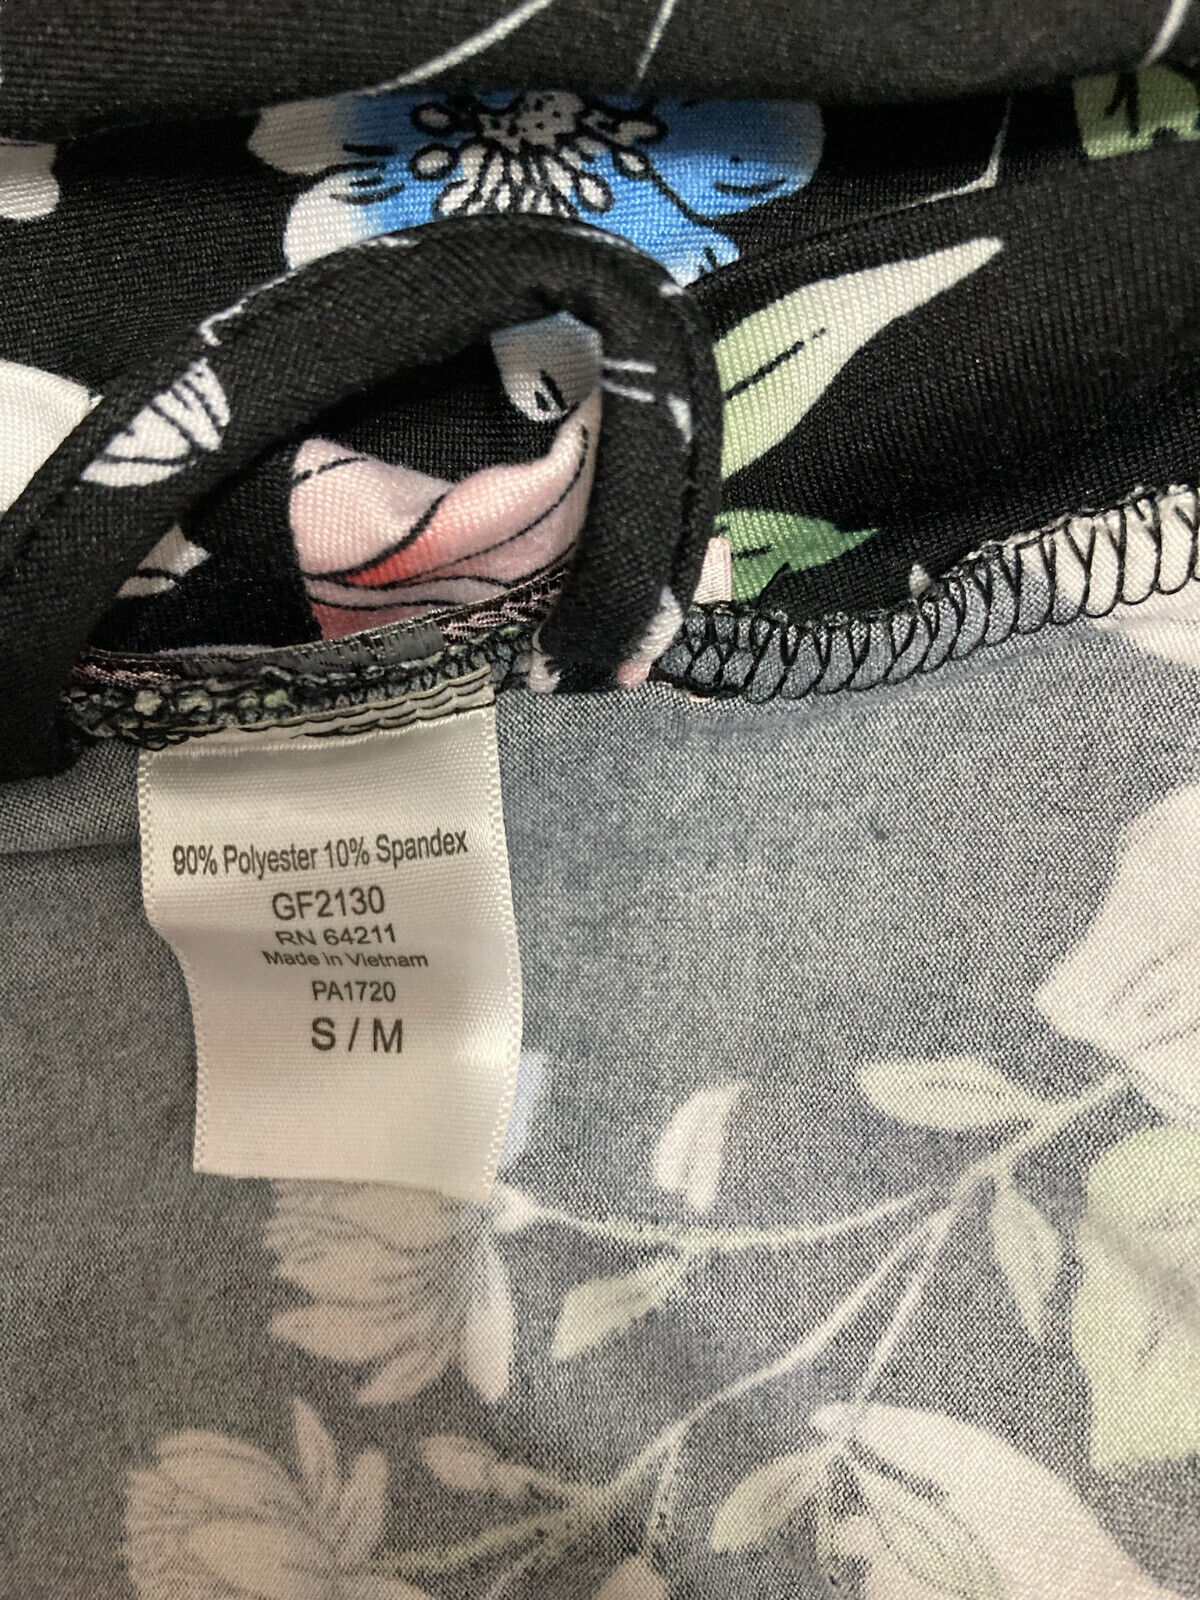 90% Polyester 10% Spandex
GF2130
RN 64211
Made in Vietnam
PA1720
S / M